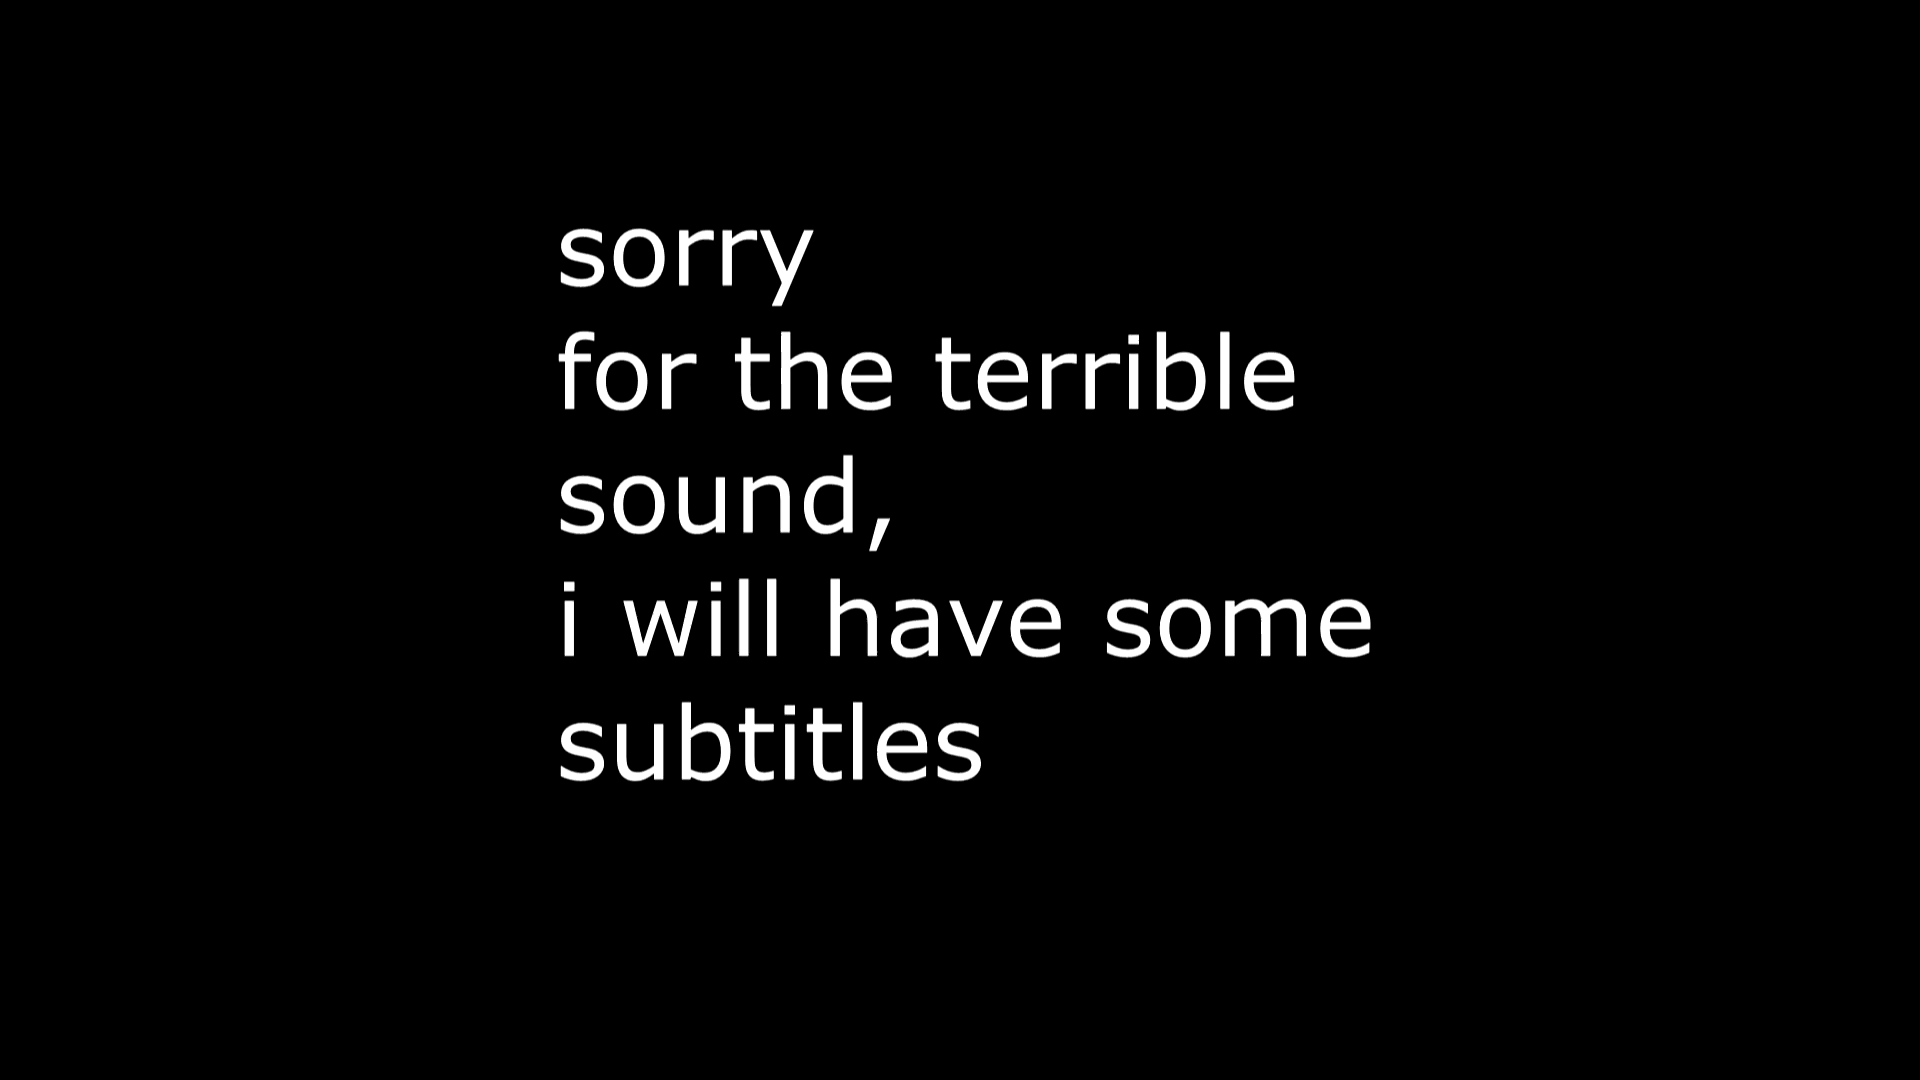 sorry
for the terrible
sound,
i will have some
subtitles